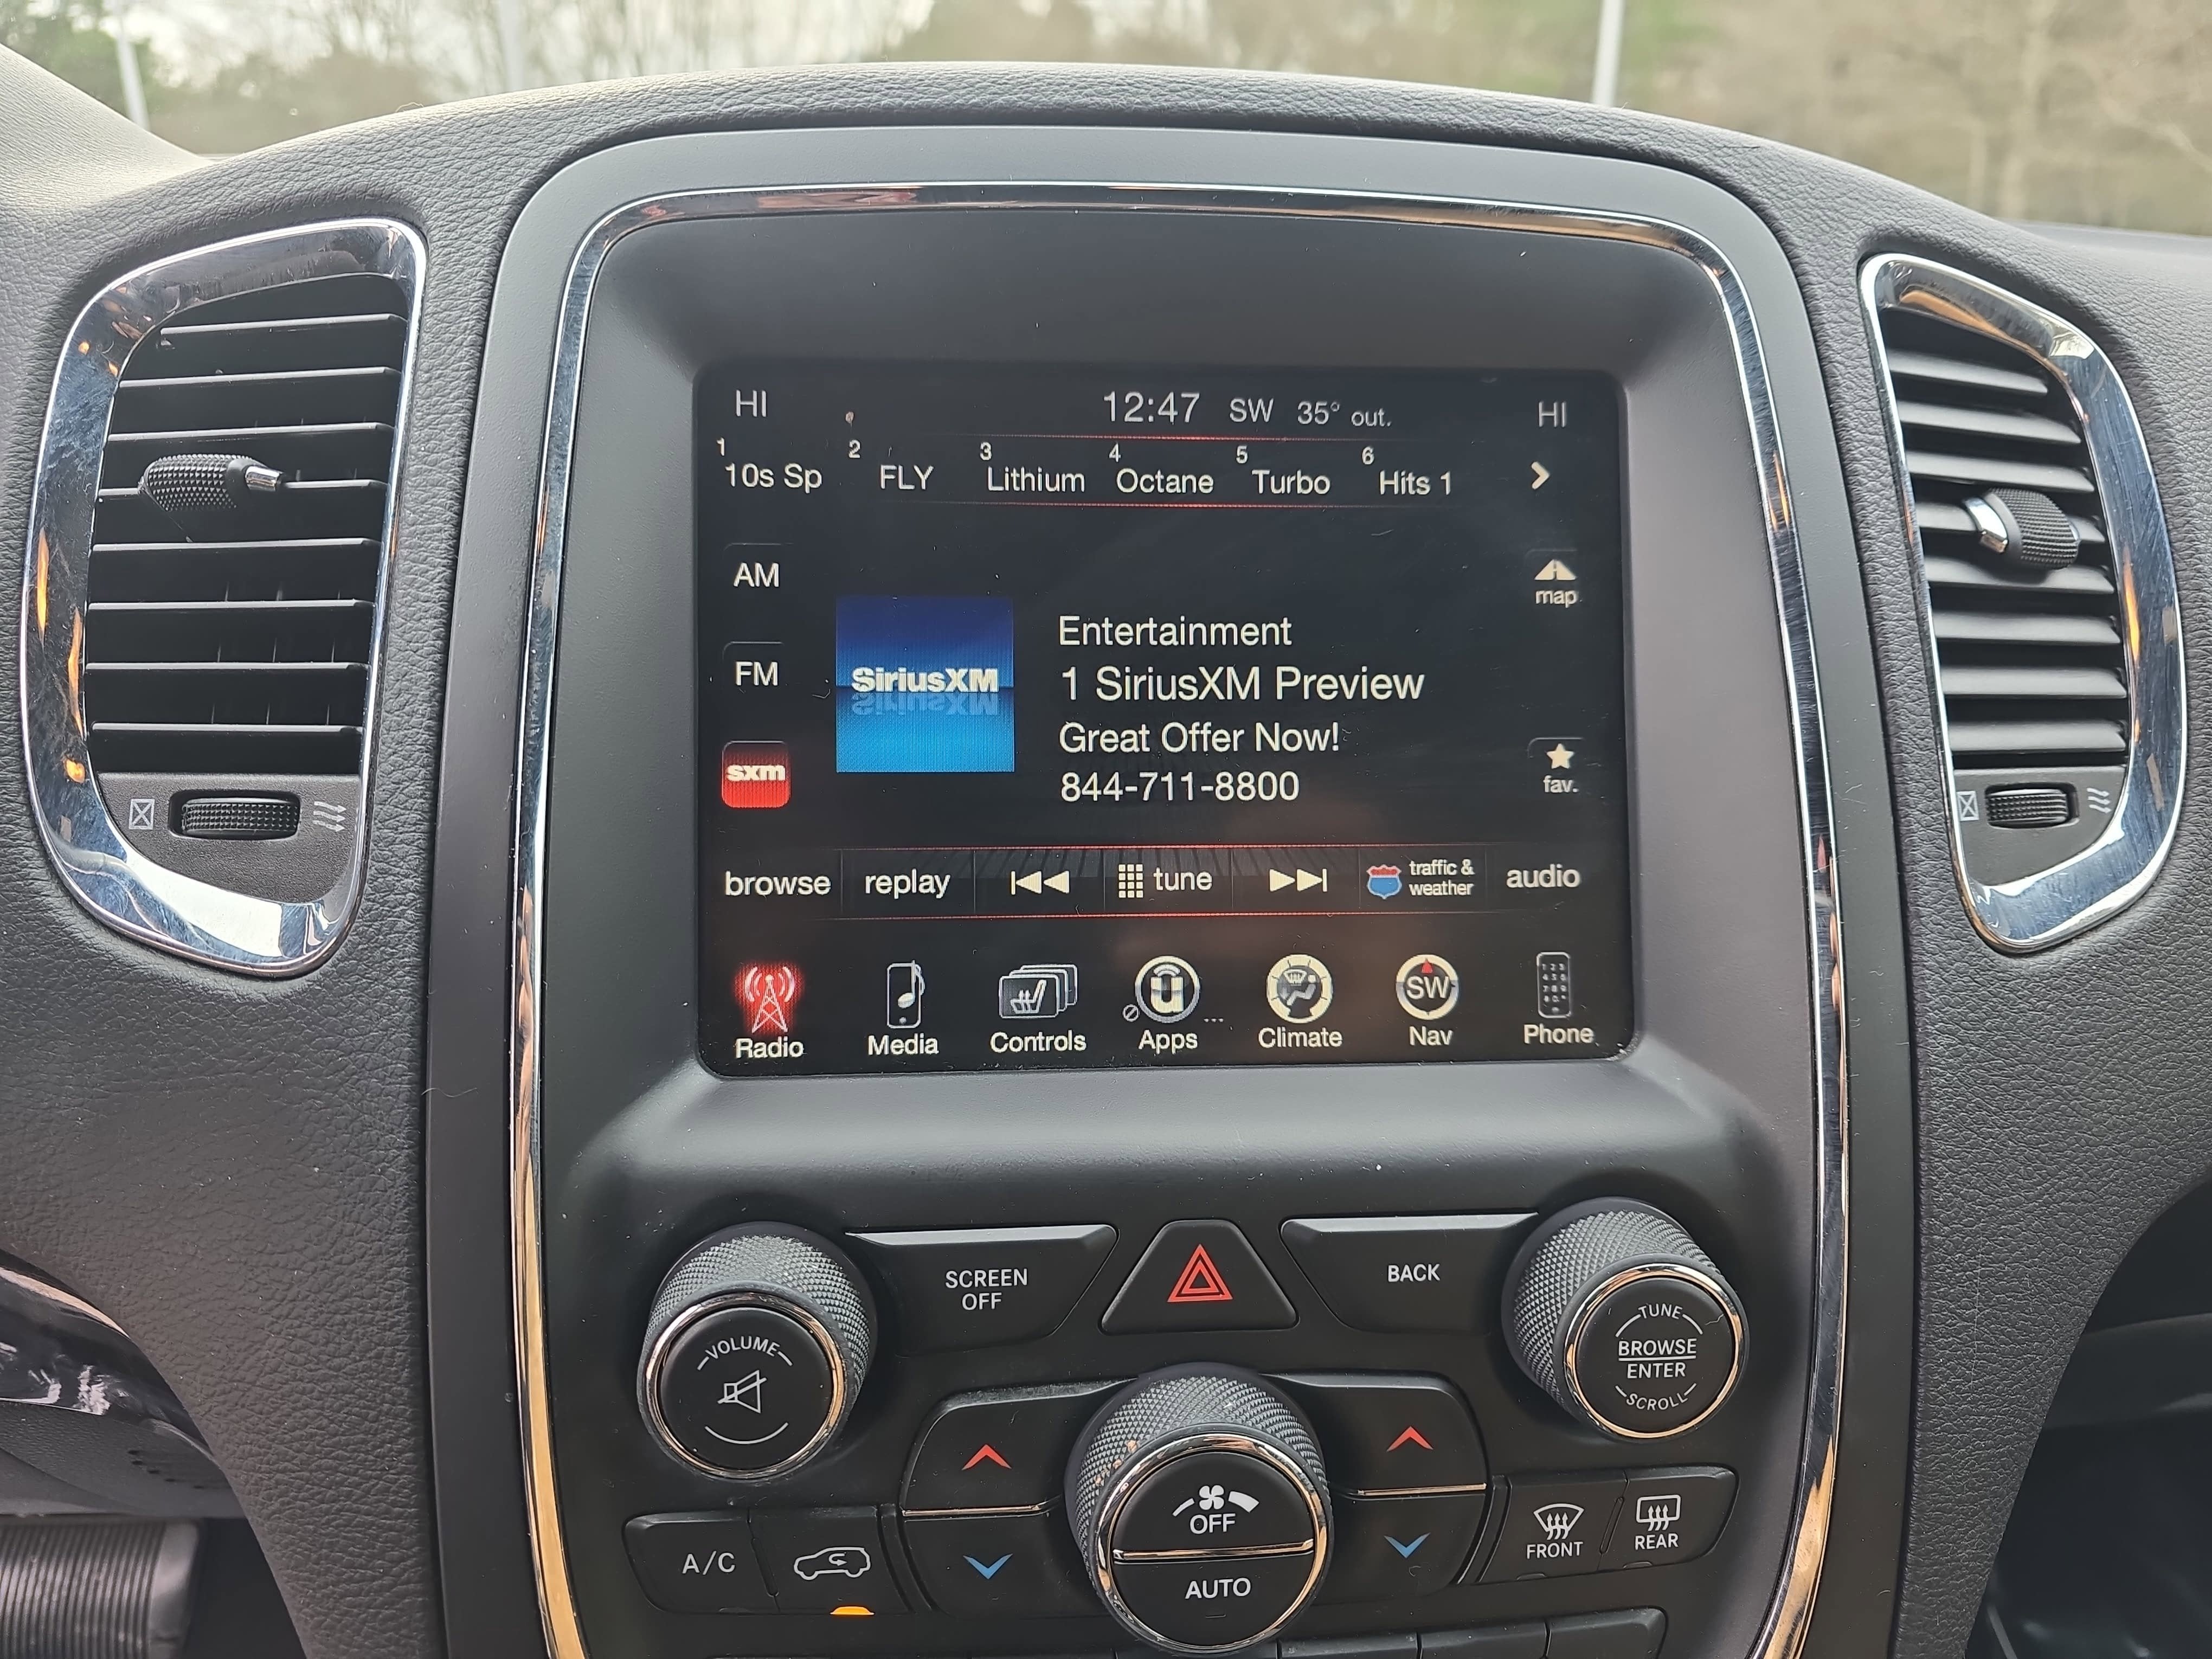 HI 12:47 SW 35° out. HI
1 2 3 4 5 6
10s Sp FLY Lithium Octane Turbo Hits 1
AM
map
FM
SiriusXM
Entertainment
1 SiriusXM Preview
Great Offer Now!
844-711-8800
sxm
fav.
browse replay tune traffic & weather audio
SW
Radio Media Controls Apps Climate Nav Phone
SCREEN
OFF
BACK
VOLUME
TUNE
BROWSE
ENTER
SCROLL
OFF
AUTO
A/C
FRONT
REAR